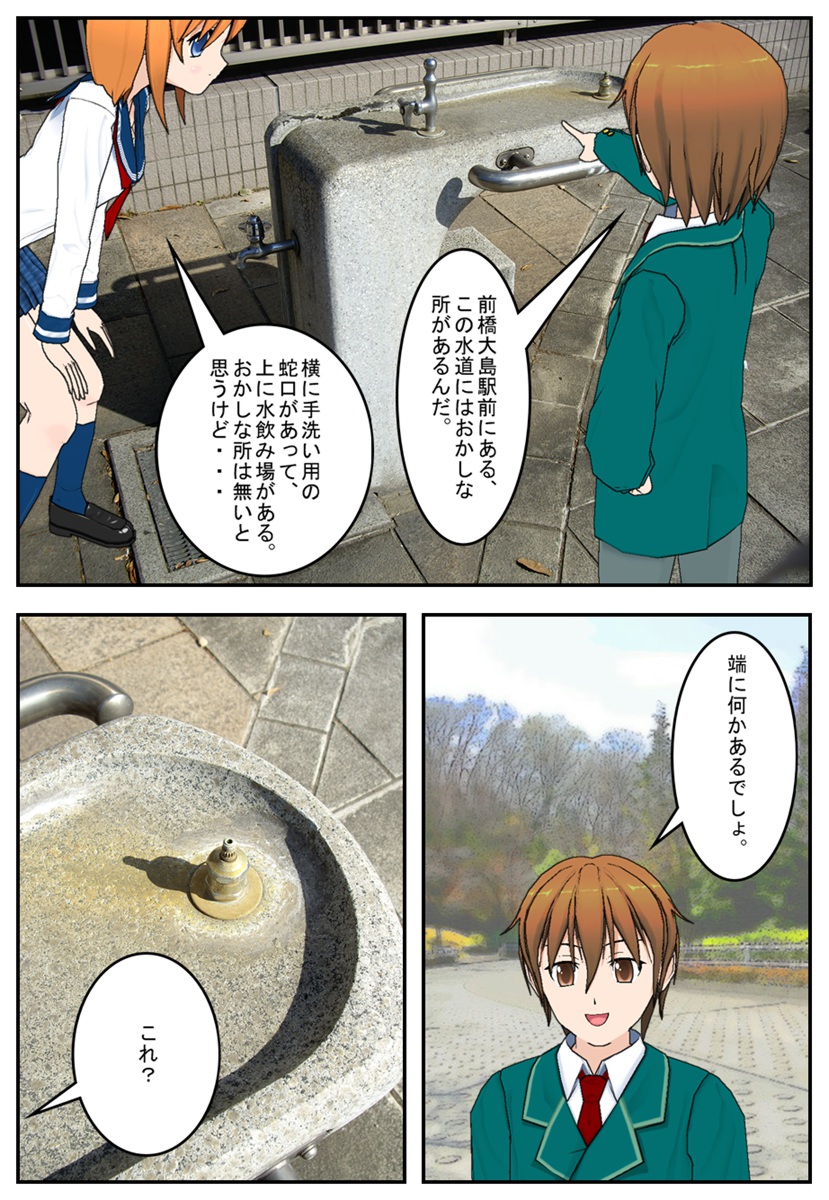 前橋大島駅前にある、
この水道にはおかしな
所があるんだ。
横に手洗い用の
蛇口があって、
上に水飲み場がある。
おかしな所は無いと
思うけど・・・
端に何かあるでしょ。
これ？